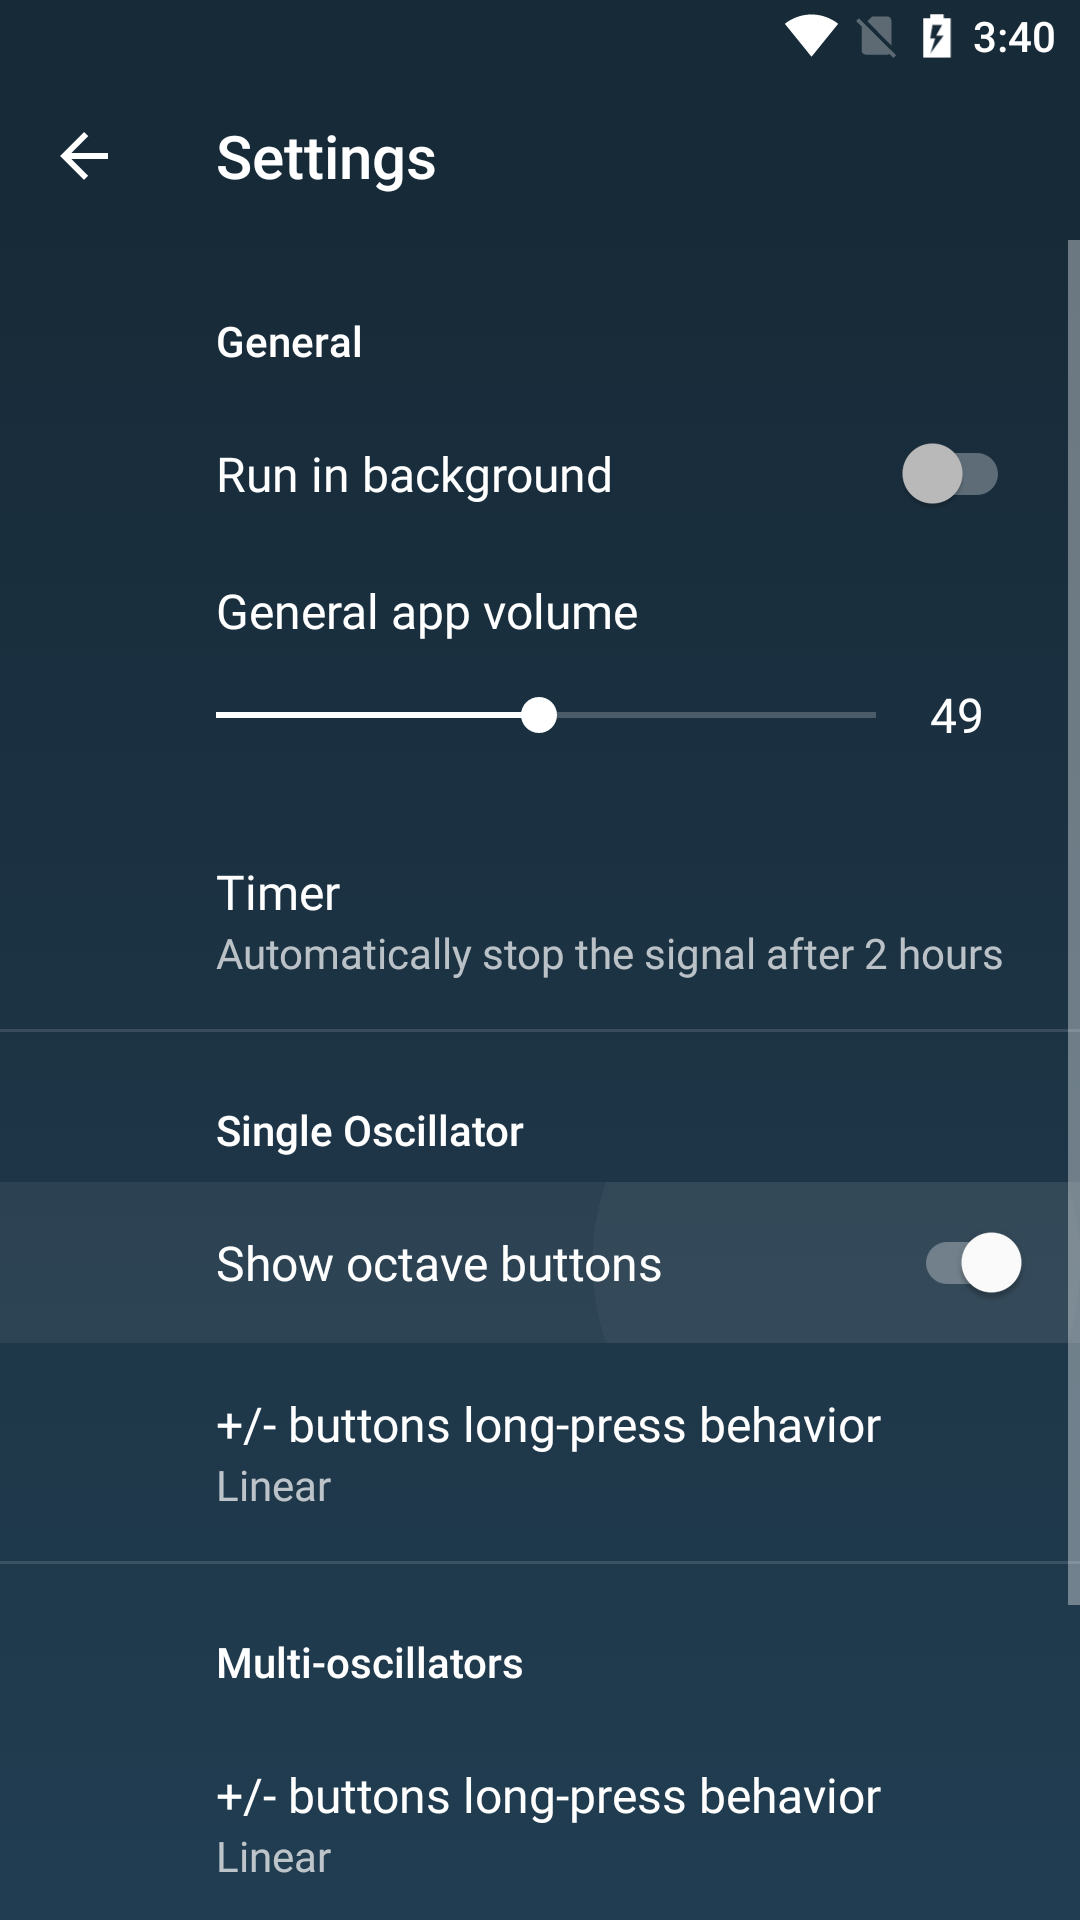 3:40
Settings
General
Run in background
General app volume
49
Timer
Automatically stop the signal after 2 hours
Single Oscillator
Show octave buttons
+/- buttons long-press behavior
Linear
Multi-oscillators
+/- buttons long-press behavior
Linear